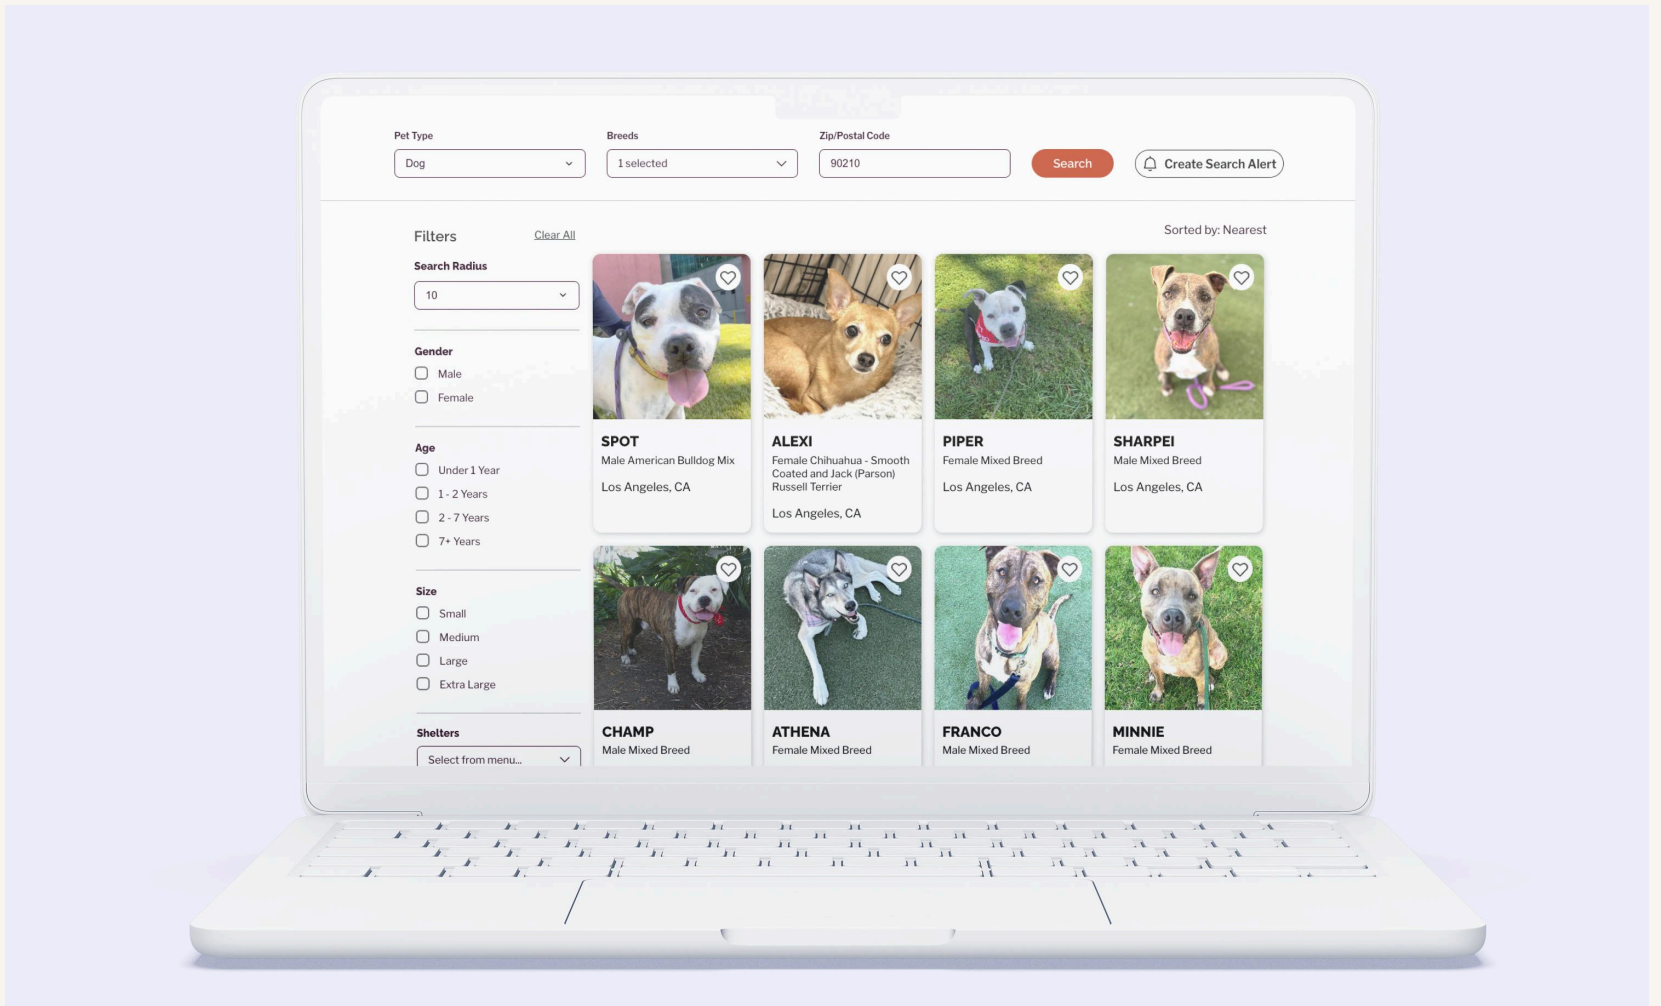 Pet Type
Dog
Breeds
1 selected
Zip/Postal Code
90210
Search
Create Search Alert
Filters
Clear All
Sorted by: Nearest
Search Radius
10
Gender
Male
Female
Age
Under 1 Year
1 - 2 Years
2 - 7 Years
7+ Years
Size
Small
Medium
Large
Extra Large
Shelters
Select from menu...
SPOT
Male American Bulldog Mix
Los Angeles, CA
ALEXI
Female Chihuahua - Smooth
Coated and Jack (Parson)
Russell Terrier
Los Angeles, CA
PIPER
Female Mixed Breed
Los Angeles, CA
SHARPEI
Male Mixed Breed
Los Angeles, CA
CHAMP
Male Mixed Breed
ATHENA
Female Mixed Breed
FRANCO
Male Mixed Breed
MINNIE
Female Mixed Breed